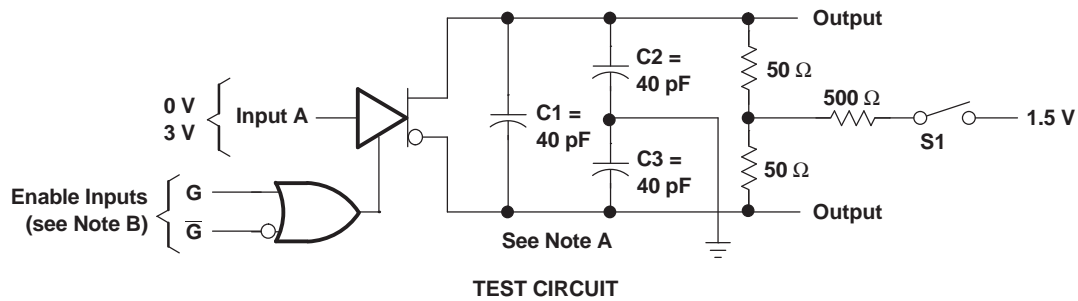 Output
C2 =
40 pF
50 Ω
0 V
3 V
Input A
C1 =
40 pF
500 Ω
1.5 V
S1
C3 =
40 pF
50 Ω
Enable Inputs
(see Note B)
G
G̅
Output
See Note A
TEST CIRCUIT